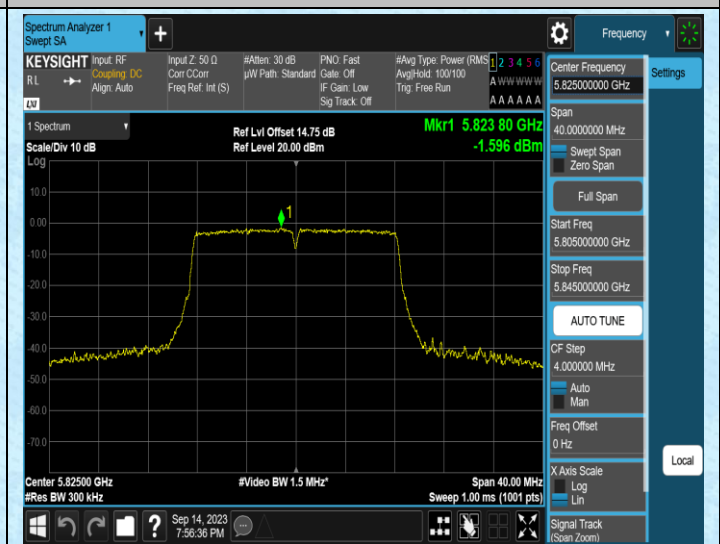 Spectrum Analyzer 1
Swept SA
Frequency
KEYSIGHT
RL
LXI
Input: RF
Coupling: DC
Align: Auto
Input Z: 50 Ω
Corr CCorr
Freq Ref: Int (S)
#Atten: 30 dB
µW Path: Standard
PNO: Fast
Gate: Off
IF Gain: Low
Sig Track: Off
#Avg Type: Power (RMS
Avg|Hold: 100/100
Trig: Free Run
1 2 3 4 5 6
A W W W W W
A A A A A A
1 Spectrum
Scale/Div 10 dB
Log
Ref Lvl Offset 14.75 dB
Ref Level 20.00 dBm
Mkr1 5.823 80 GHz
-1.596 dBm
10.0
0.00
-10.0
-20.0
-30.0
-40.0
-50.0
-60.0
-70.0
1
Center 5.82500 GHz
#Res BW 300 kHz
#Video BW 1.5 MHz*
Span 40.00 MHz
Sweep 1.00 ms (1001 pts)
Sep 14, 2023
7:56:36 PM
Center Frequency
5.825000000 GHz
Settings
Span
40.0000000 MHz
Swept Span
Zero Span
Full Span
Start Freq
5.805000000 GHz
Stop Freq
5.845000000 GHz
AUTO TUNE
CF Step
4.000000 MHz
Auto
Man
Freq Offset
0 Hz
X Axis Scale
Log
Lin
Local
Signal Track
(Span Zoom)